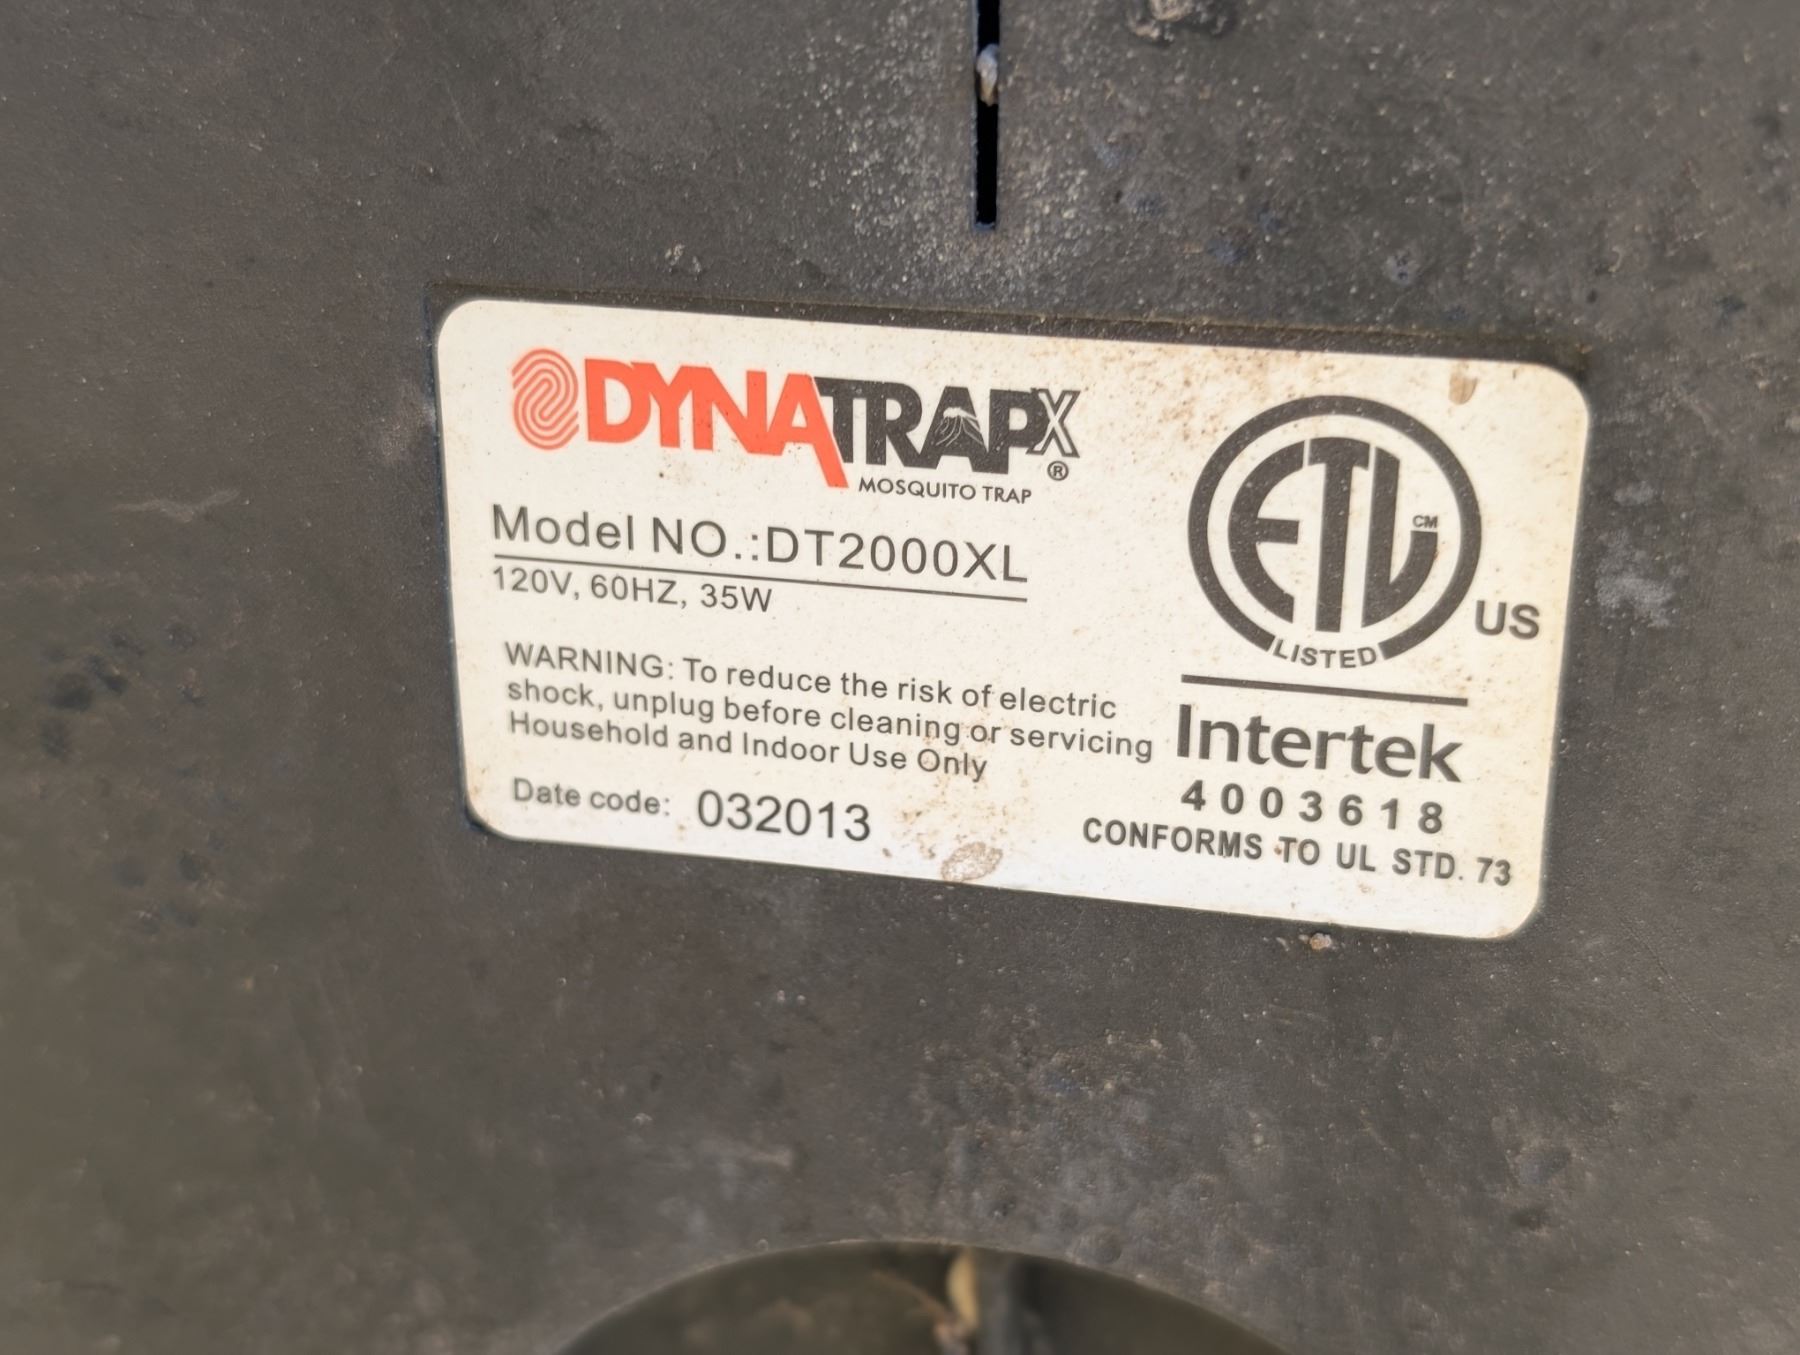 DYNATRAPX®
MOSQUITO TRAP
Model NO.:DT2000XL
120V, 60HZ, 35W
WARNING: To reduce the risk of electric
shock, unplug before cleaning or servicing
Household and Indoor Use Only
Date code: 032013
ETL CM
LISTED
US
Intertek
4003618
CONFORMS TO UL STD. 73